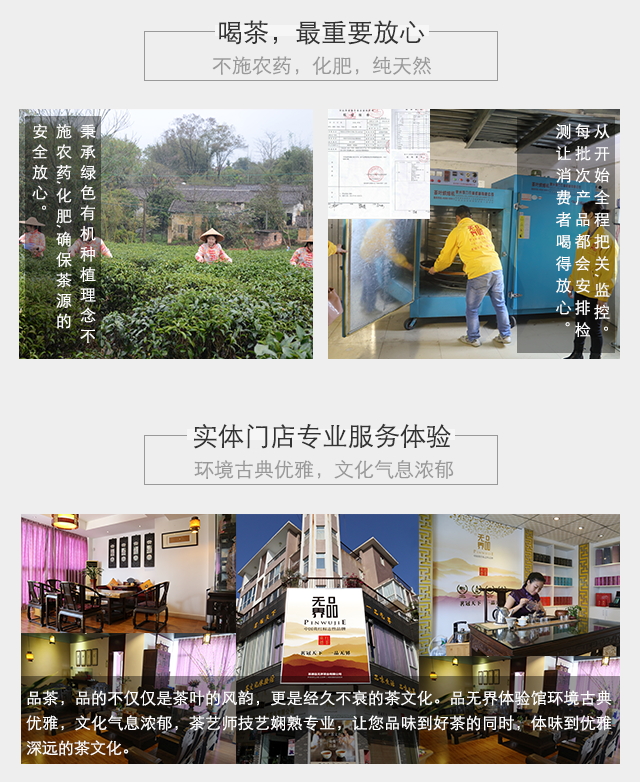 喝茶，最重要放心
不施农药，化肥，纯天然
秉承绿色有机种植理念不
施农药,化肥,确保茶源的
安全放心。
从开始全程把关,监控。
每批次产品都会安排检
测让消费者喝得放心。
实体门店专业服务体验
环境古典优雅，文化气息浓郁
无品界
PINWUJIE
茗冠天下 一品无界
品茶，品的不仅仅是茶叶的风韵，更是经久不衰的茶文化。品无界体验馆环境古典
优雅，文化气息浓郁，茶艺师技艺娴熟专业，让您品味到好茶的同时，体味到优雅
深远的茶文化。